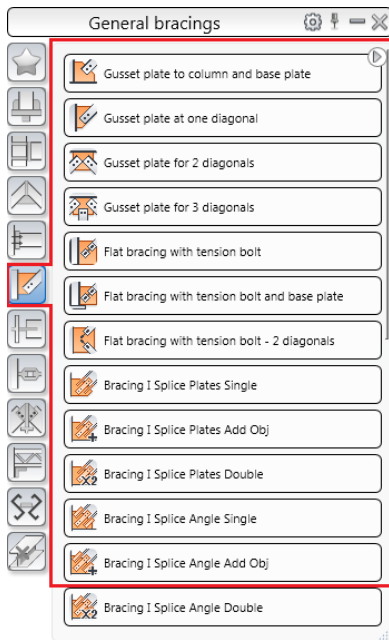 General bracings
Gusset plate to column and base plate
Gusset plate at one diagonal
Gusset plate for 2 diagonals
Gusset plate for 3 diagonals
Flat bracing with tension bolt
Flat bracing with tension bolt and base plate
Flat bracing with tension bolt - 2 diagonals
Bracing I Splice Plates Single
Bracing I Splice Plates Add Obj
X2 Bracing I Splice Plates Double
Bracing I Splice Angle Single
Bracing I Splice Angle Add Obj
X2 Bracing I Splice Angle Double